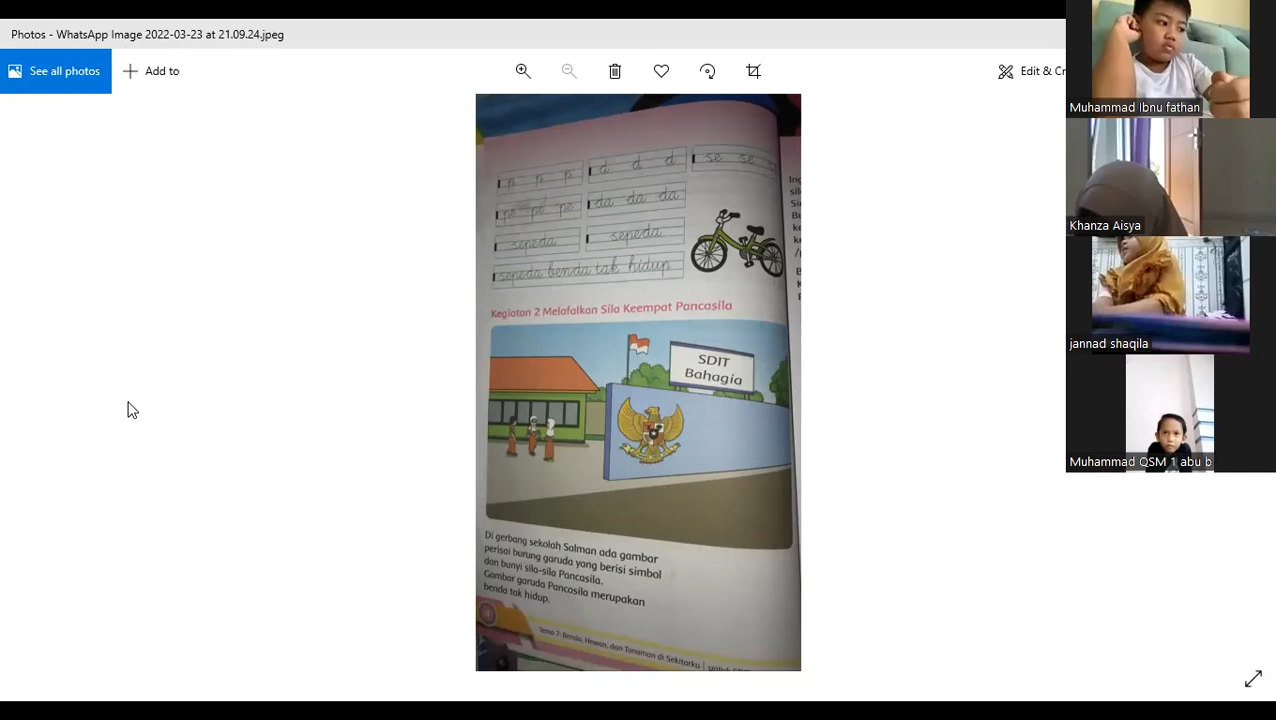 Photos - WhatsApp Image 2022-03-23 at 21.09.24.jpeg
See all photos
Add to
Edit & Cr
p p p
d d d
se se
pe pe pe
da da da
sepeda
sepeda
sepeda benda tak hidup
Kegiatan 2 Melafalkan Sila Keempat Pancasila
SDIT
Bahagia
Di gerbang sekolah Salman ada gambar
perisai burung garuda yang berisi simbol
dan bunyi sila-sila Pancasila.
Gambar garuda Pancasila merupakan
benda tak hidup.
Tema 7: Benda, Hewan, dan Tanaman di Sekitarku
Muhammad Ibnu fathan
Khanza Aisya
jannad shaqila
Muhammad QSM 1 abu b